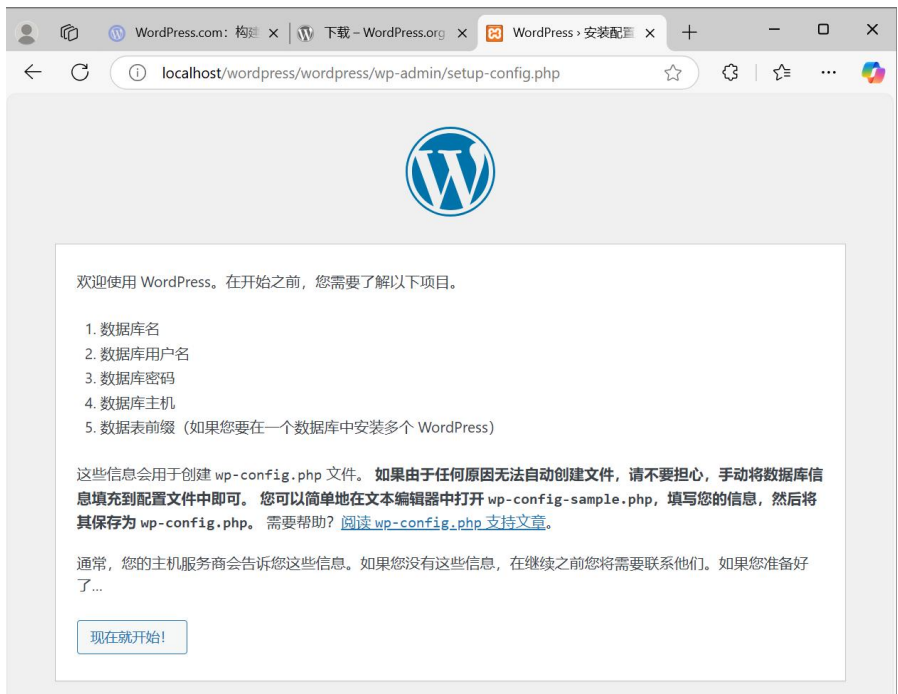 WordPress.com：构建
下载 – WordPress.org
WordPress › 安装配置
localhost/wordpress/wordpress/wp-admin/setup-config.php
欢迎使用 WordPress。在开始之前，您需要了解以下项目。
1. 数据库名
2. 数据库用户名
3. 数据库密码
4. 数据库主机
5. 数据表前缀（如果您要在一个数据库中安装多个 WordPress）
这些信息会用于创建 wp-config.php 文件。 如果由于任何原因无法自动创建文件，请不要担心，手动将数据库信
息填充到配置文件中即可。 您可以简单地在文本编辑器中打开 wp-config-sample.php，填写您的信息，然后将
其保存为 wp-config.php。 需要帮助？阅读 wp-config.php 支持文章。
通常，您的主机服务商会告诉您这些信息。如果您没有这些信息，在继续之前您将需要联系他们。如果您准备好
了...
现在就开始！